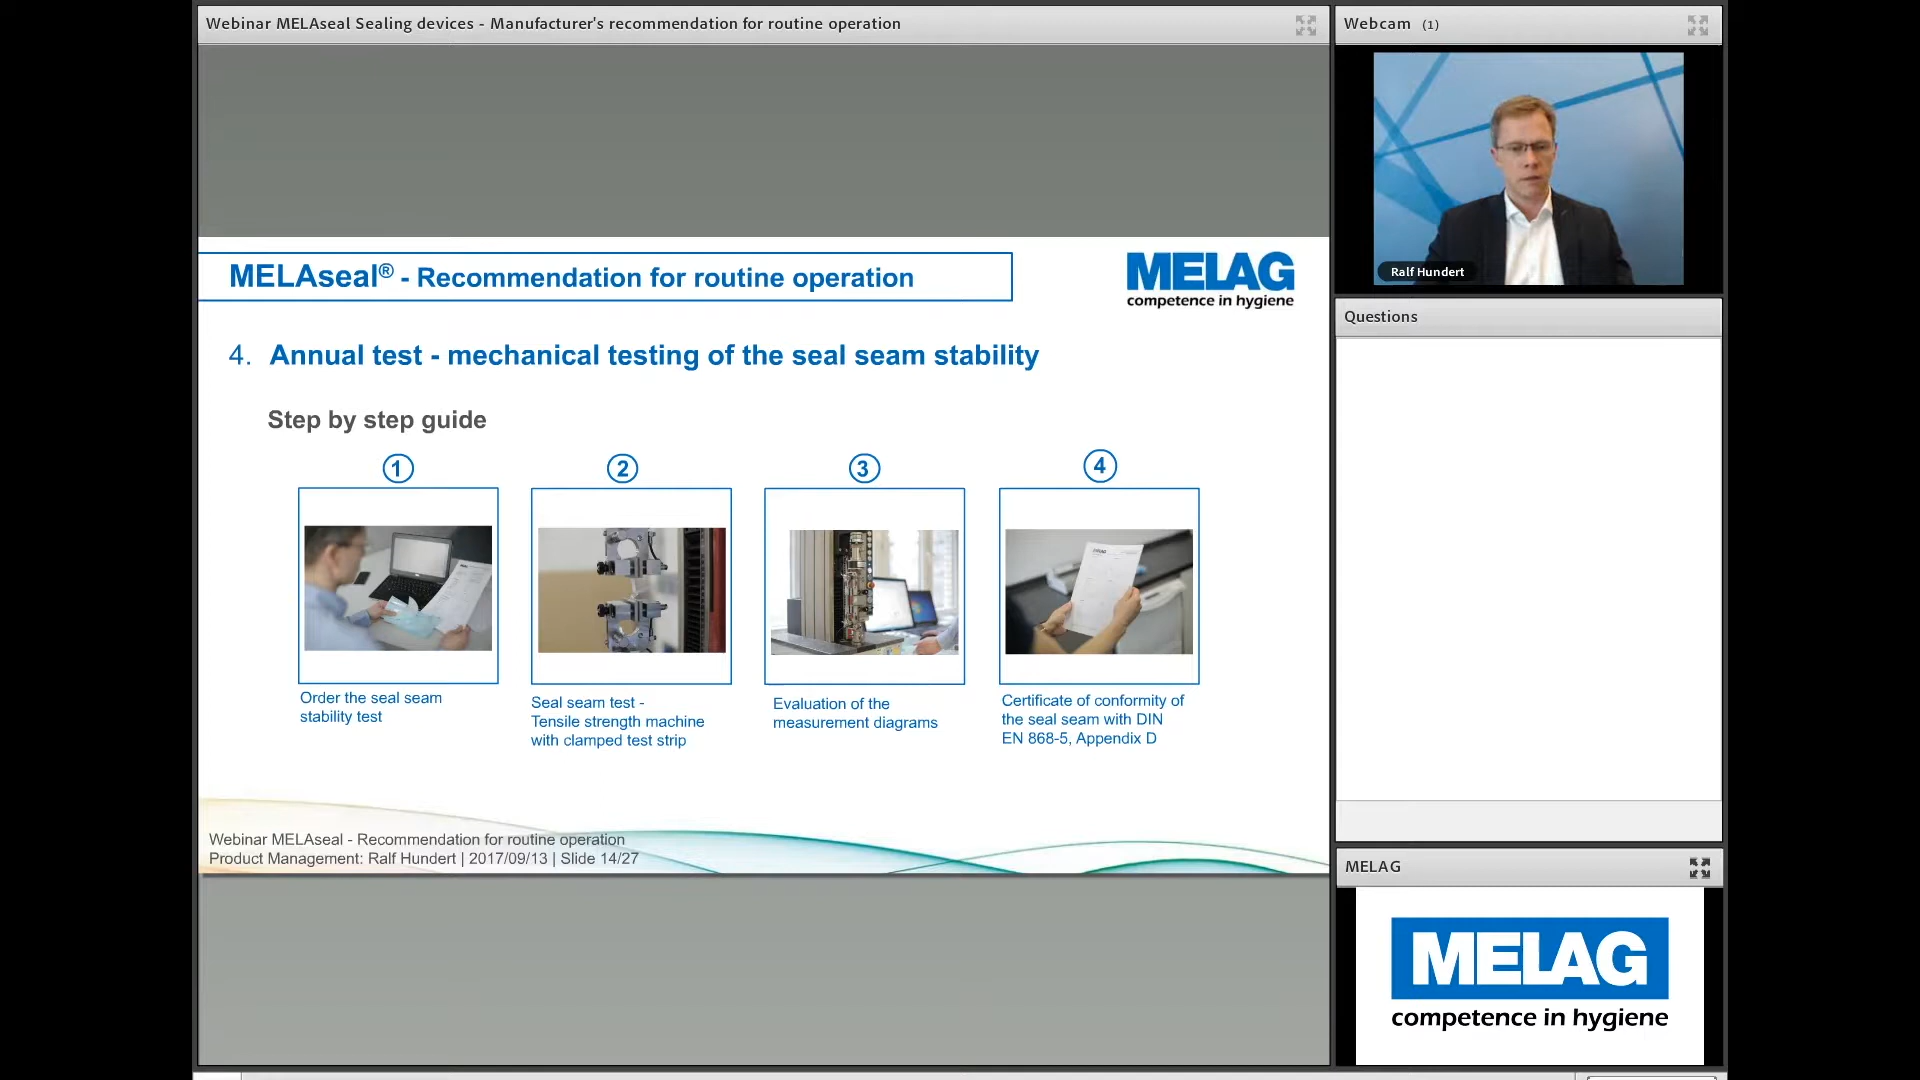 Webinar MELAseal Sealing devices - Manufacturer's recommendation for routine operation
MELAseal® - Recommendation for routine operation
MELAG
competence in hygiene
4. Annual test - mechanical testing of the seal seam stability
Step by step guide
1
2
3
4
Order the seal seam
stability test
Seal seam test -
Tensile strength machine
with clamped test strip
Evaluation of the
measurement diagrams
Certificate of conformity of
the seal seam with DIN
EN 868-5, Appendix D
Webinar MELAseal - Recommendation for routine operation
Product Management: Ralf Hundert | 2017/09/13 | Slide 14/27
Webcam (1)
Ralf Hundert
Questions
MELAG
MELAG
competence in hygiene